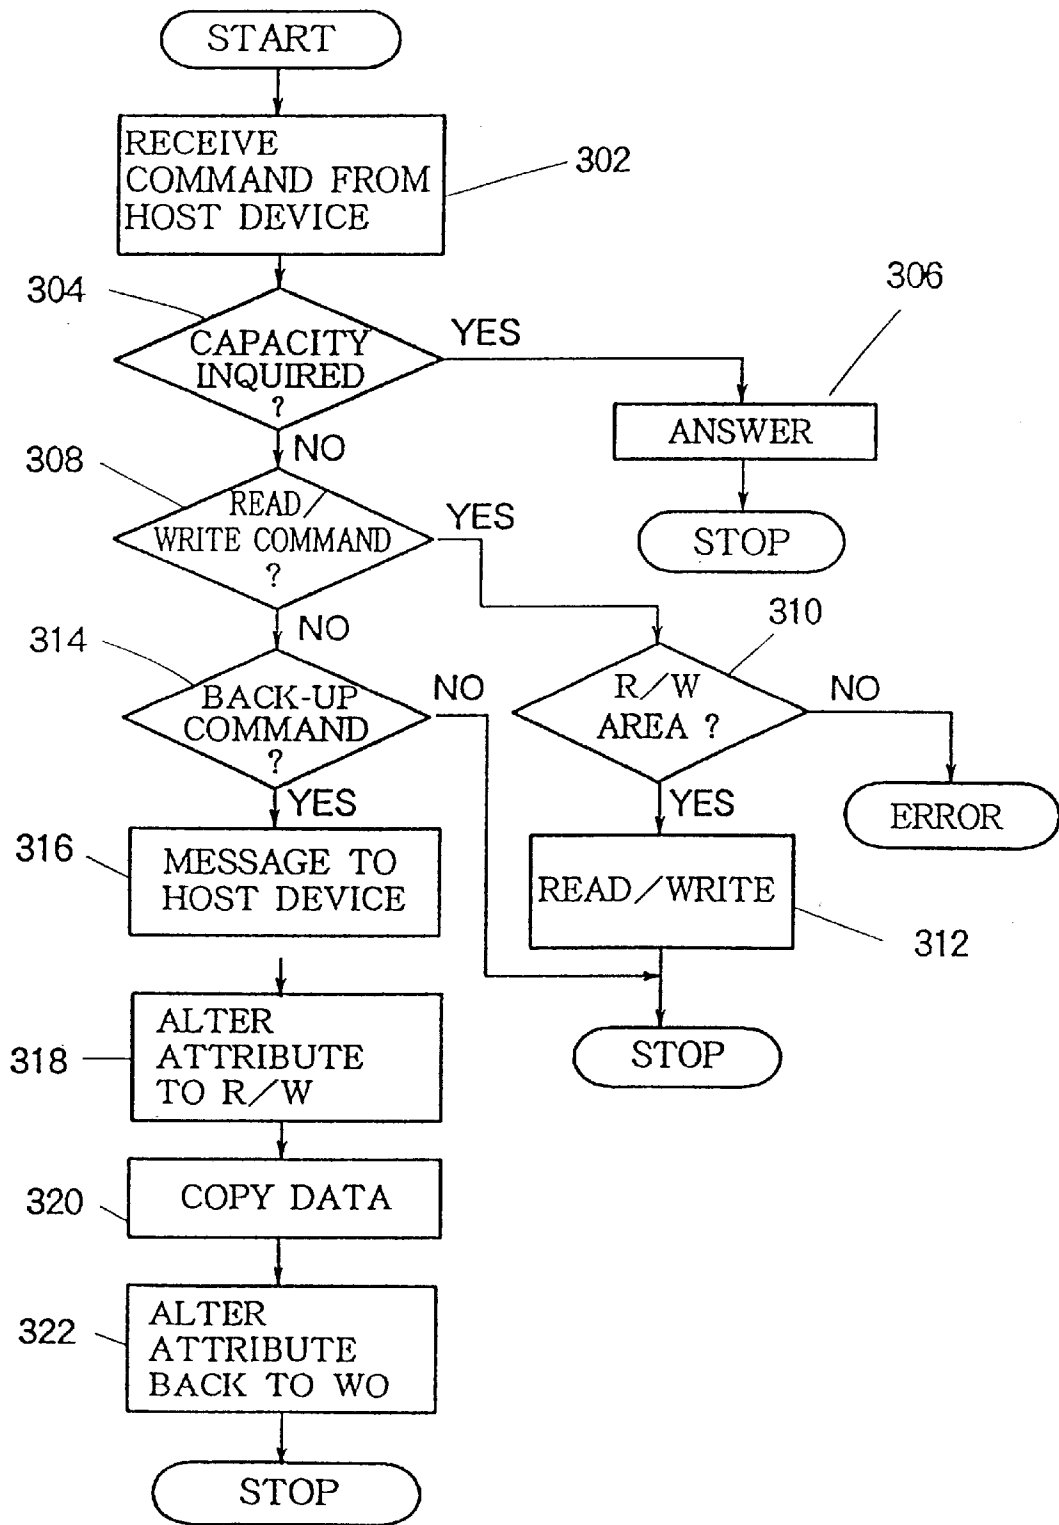 START
RECEIVE
COMMAND FROM
HOST DEVICE
302
304
CAPACITY
INQUIRED
?
YES
306
ANSWER
NO
STOP
308
READ/
WRITE COMMAND
?
YES
NO
310
R/W
AREA ?
NO
ERROR
YES
READ/WRITE
312
314
BACK-UP
COMMAND
?
NO
YES
STOP
316
MESSAGE TO
HOST DEVICE
318
ALTER
ATTRIBUTE
TO R/W
320
COPY DATA
322
ALTER
ATTRIBUTE
BACK TO WO
STOP